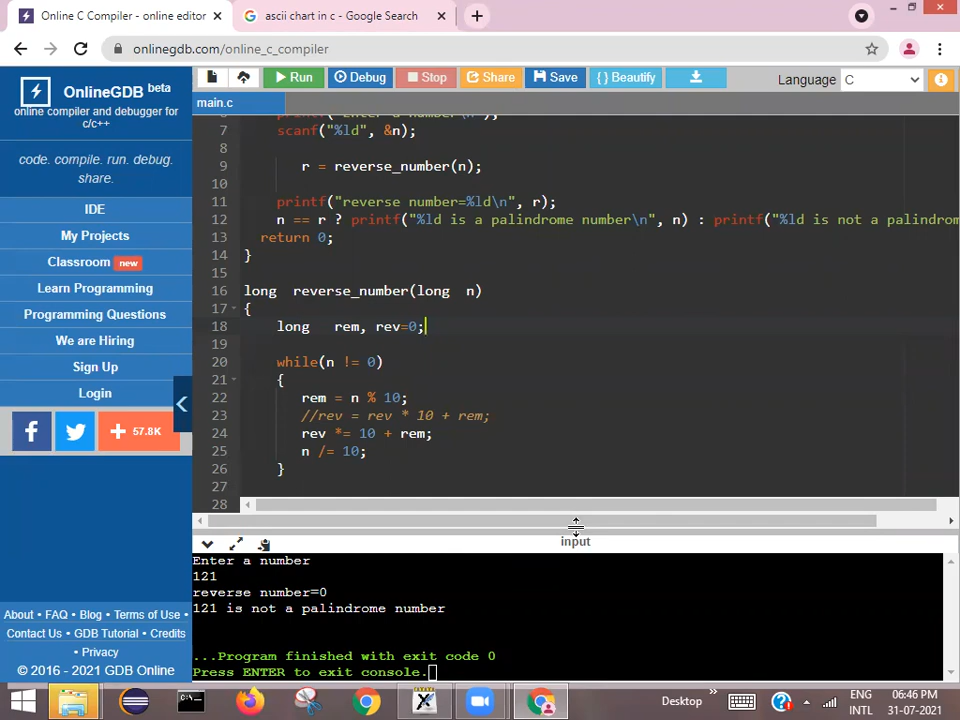 Online C Compiler - online editor
ascii chart in c - Google Search
onlinegdb.com/online_c_compiler
OnlineGDB beta
online compiler and debugger for
c/c++
code. compile. run. debug.
share.
IDE
My Projects
Classroom new
Learn Programming
Programming Questions
We are Hiring
Sign Up
Login
57.8K
About • FAQ • Blog • Terms of Use •
Contact Us • GDB Tutorial • Credits
• Privacy
© 2016 - 2021 GDB Online
Run Debug Stop Share Save { } Beautify
Language C
main.c
7 scanf("%ld", &n);
8
9 r = reverse_number(n);
10
11 printf("reverse number=%ld\n", r);
12 n == r ? printf("%ld is a palindrome number\n", n) : printf("%ld is not a palindrom
13 return 0;
14 }
15
16 long reverse_number(long n)
17 {
18 long rem, rev=0;
19
20 while(n != 0)
21 {
22 rem = n % 10;
23 //rev = rev * 10 + rem;
24 rev *= 10 + rem;
25 n /= 10;
26 }
27
28
input
Enter a number
121
reverse number=0
121 is not a palindrome number
...Program finished with exit code 0
Press ENTER to exit console.
Desktop
ENG
INTL
06:46 PM
31-07-2021